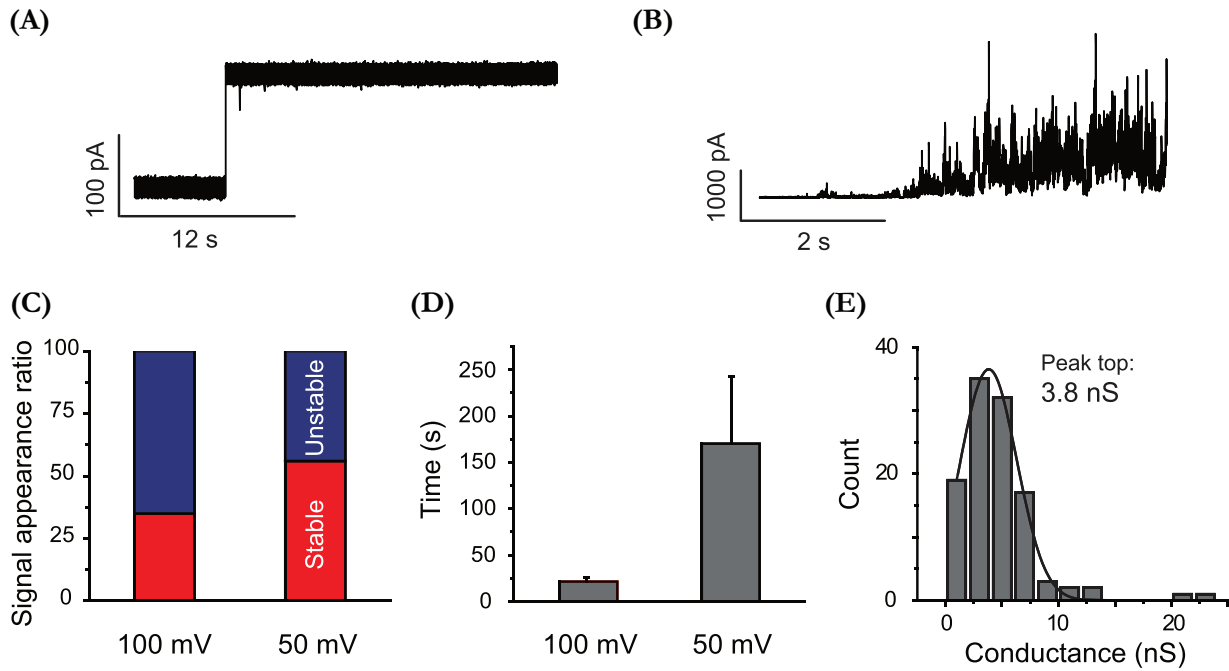 (A)
100 pA
12 s
(B)
1000 pA
2 s
(C)
Signal appearance ratio
100
75
50
25
0
Unstable
Stable
100 mV
50 mV
(D)
Time (s)
250
200
150
100
50
0
100 mV
50 mV
(E)
Count
40
20
0
Peak top:
3.8 nS
0
10
20
Conductance (nS)